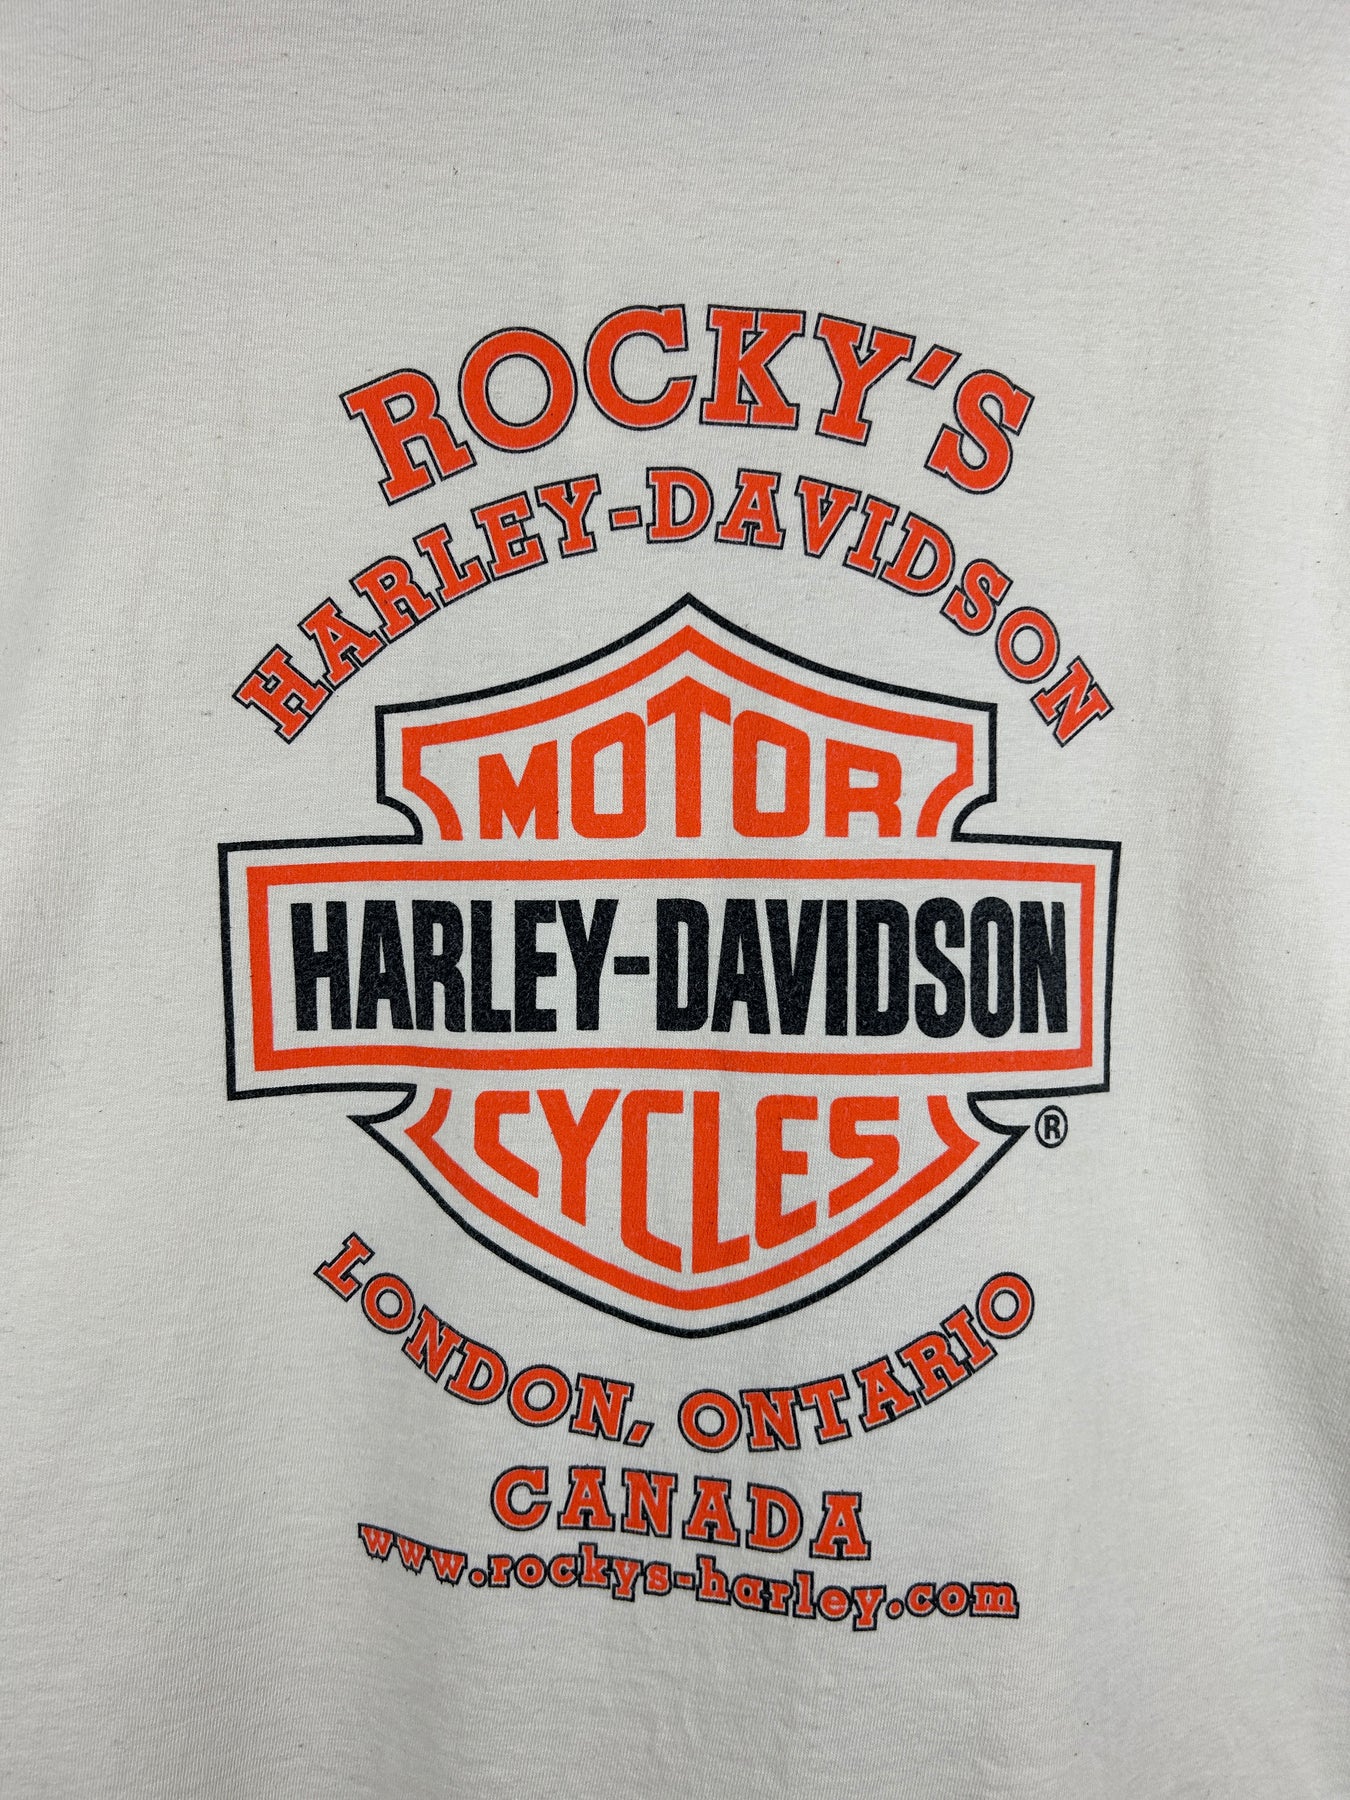 ROCKY'S
HARLEY-DAVIDSON
MOTOR
HARLEY-DAVIDSON
CYCLES
®
LONDON, ONTARIO
CANADA
www.rockys-harley.com